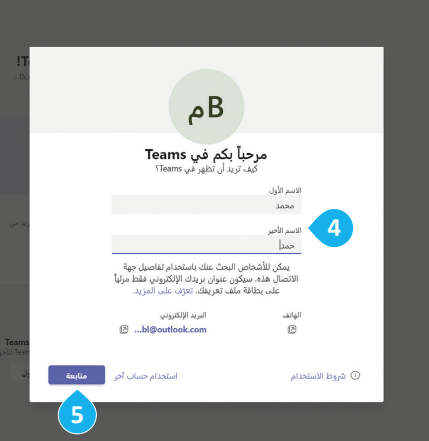 مB
مرحباً بكم في Teams
كيف تريد أن تظهر في Teams؟
الاسم الأول
محمد
الاسم الأخير
حمد
4
يمكن للأشخاص البحث عنك باستخدام تفاصيل جهة
الاتصال هذه. سيكون عنوان بريدك الإلكتروني فقط مرئياً
على بطاقة ملف تعريفك. تعرّف على المزيد.
الهاتف
البريد الإلكتروني
bl@outlook.com...
شروط الاستخدام
استخدام حساب آخر
متابعة
5
Teams